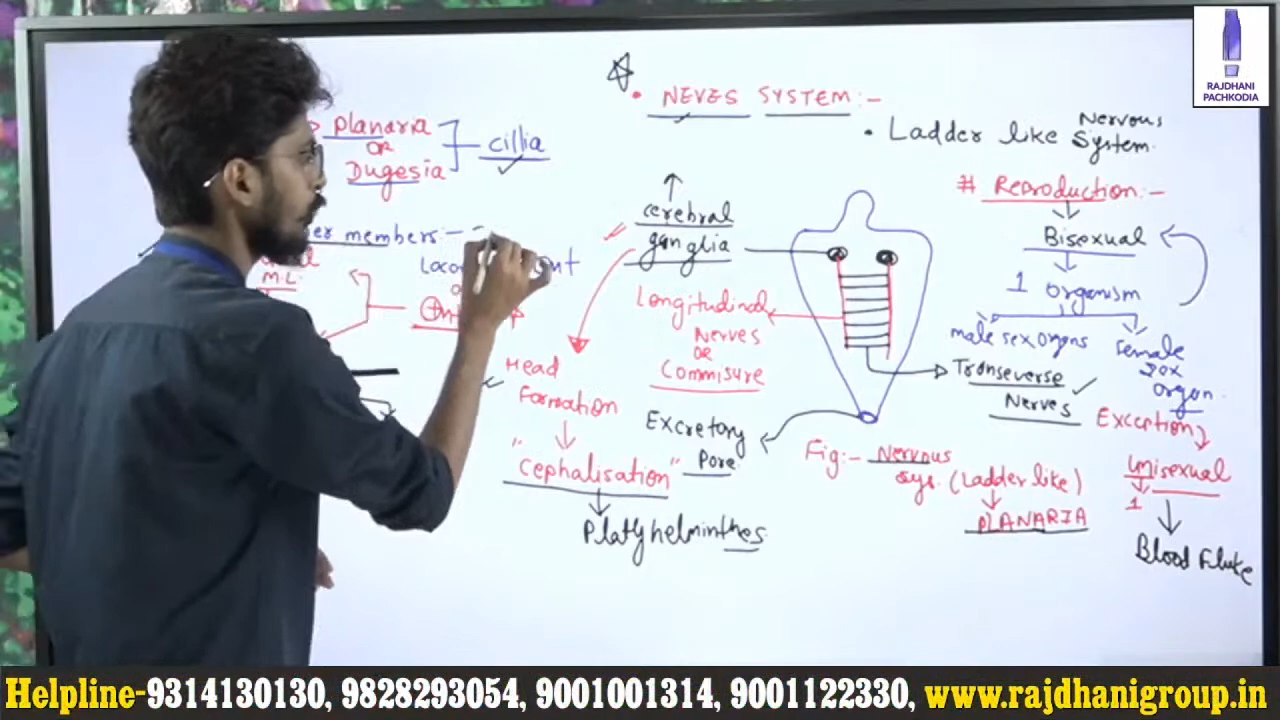 RAJDHANI
PACHKODIA
NEVES SYSTEM:-
• Ladder like Nervous System.
Planaria
OR
Dugesia
cillia
members:-
M.L.
cerebral
ganglia
Longitudinal
Nerves
OR
Commisure
Head
Formation
"Cephalisation"
Platyhelminthes
Excretory
Pore
Transeverse
Nerves
Fig:- Nervous
sys. (Ladder like)
PLANARIA
# Reproduction:-
Bisexual
1 organism
male sex organs
Female
sex
organ.
Exception
Unisexual
1
Blood Fluke
Helpline-9314130130, 9828293054, 9001001314, 9001122330, www.rajdhanigroup.in